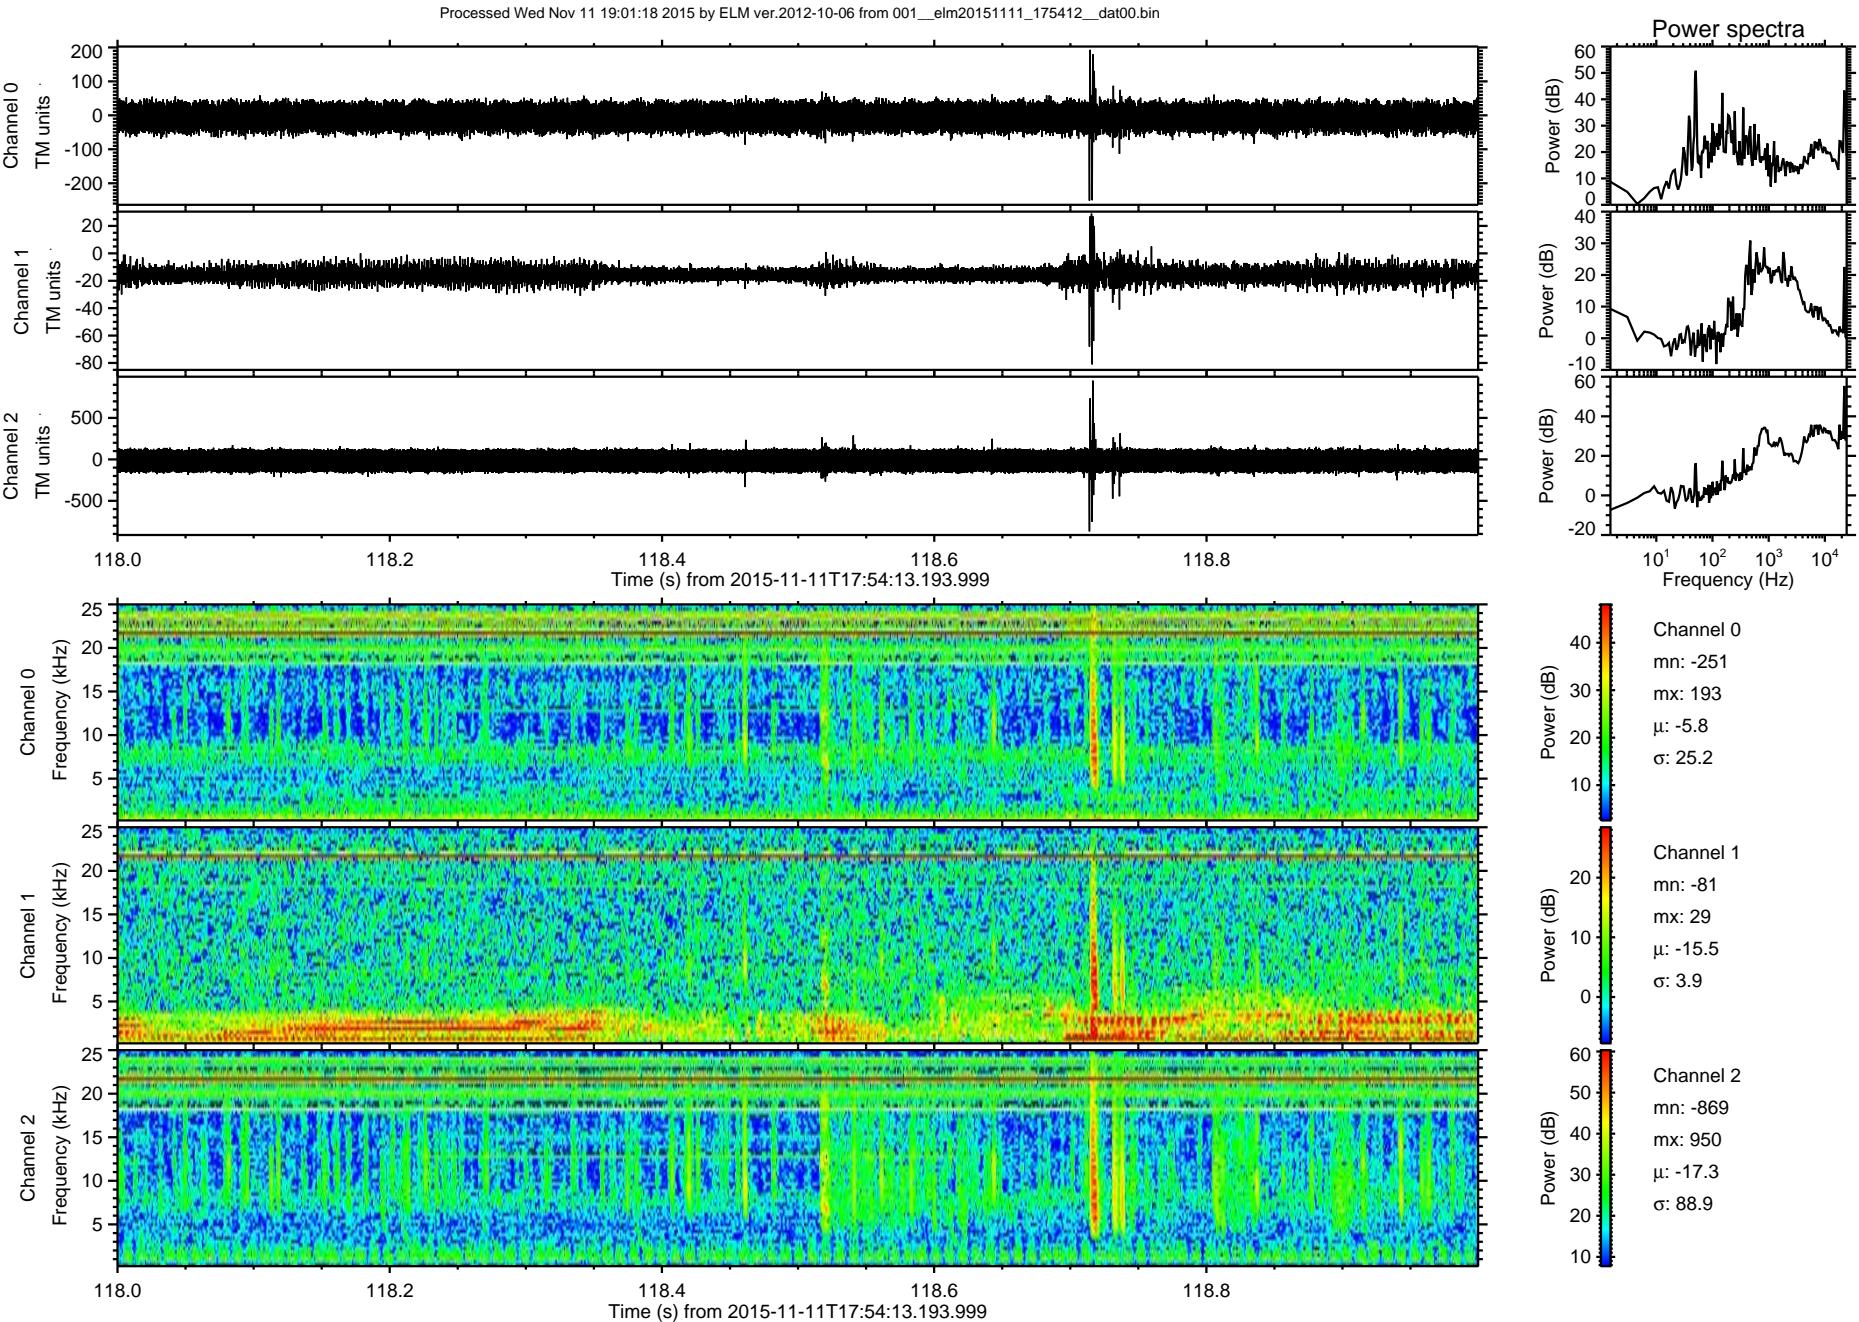 Processed Wed Nov 11 19:01:18 2015 by ELM ver.2012-10-06 from 001__elm20151111_175412__dat00.bin
Power spectra
Channel 0
TM units
200
100
0
-100
-200
Power (dB)
60
50
40
30
20
10
0
Channel 1
TM units
20
0
-20
-40
-60
-80
Power (dB)
40
30
20
10
0
-10
Channel 2
TM units
500
0
-500
Power (dB)
60
40
20
0
-20
118.0 118.2 118.4 118.6 118.8
Time (s) from 2015-11-11T17:54:13.193.999
10¹ 10² 10³ 10⁴
Frequency (Hz)
Channel 0
Frequency (kHz)
25
20
15
10
5
Power (dB)
40
30
20
10
Channel 0
mn: -251
mx: 193
μ: -5.8
σ: 25.2
Channel 1
Frequency (kHz)
25
20
15
10
5
Power (dB)
20
10
0
Channel 1
mn: -81
mx: 29
μ: -15.5
σ: 3.9
Channel 2
Frequency (kHz)
25
20
15
10
5
Power (dB)
60
50
40
30
20
10
Channel 2
mn: -869
mx: 950
μ: -17.3
σ: 88.9
118.0 118.2 118.4 118.6 118.8
Time (s) from 2015-11-11T17:54:13.193.999